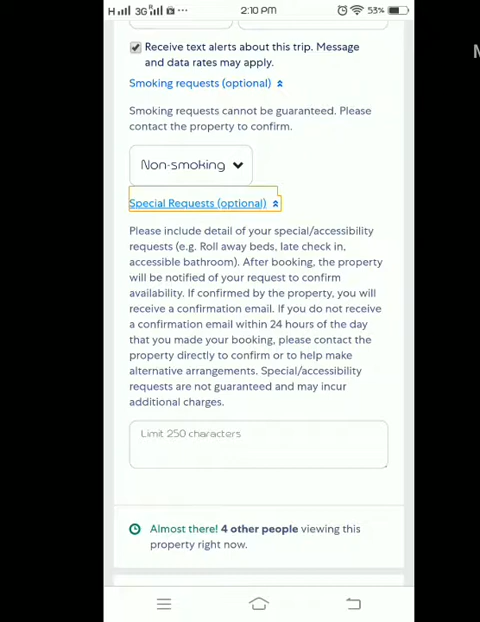 H 3G R 2:10 PM 53%
Receive text alerts about this trip. Message
and data rates may apply.
Smoking requests (optional)
Smoking requests cannot be guaranteed. Please
contact the property to confirm.
Non-smoking
Special Requests (optional)
Please include detail of your special/accessibility
requests (e.g. Roll away beds, late check in,
accessible bathroom). After booking, the property
will be notified of your request to confirm
availability. If confirmed by the property, you will
receive a confirmation email. If you do not receive
a confirmation email within 24 hours of the day
that you made your booking, please contact the
property directly to confirm or to help make
alternative arrangements. Special/accessibility
requests are not guaranteed and may incur
additional charges.
Limit 250 characters
Almost there! 4 other people viewing this
property right now.